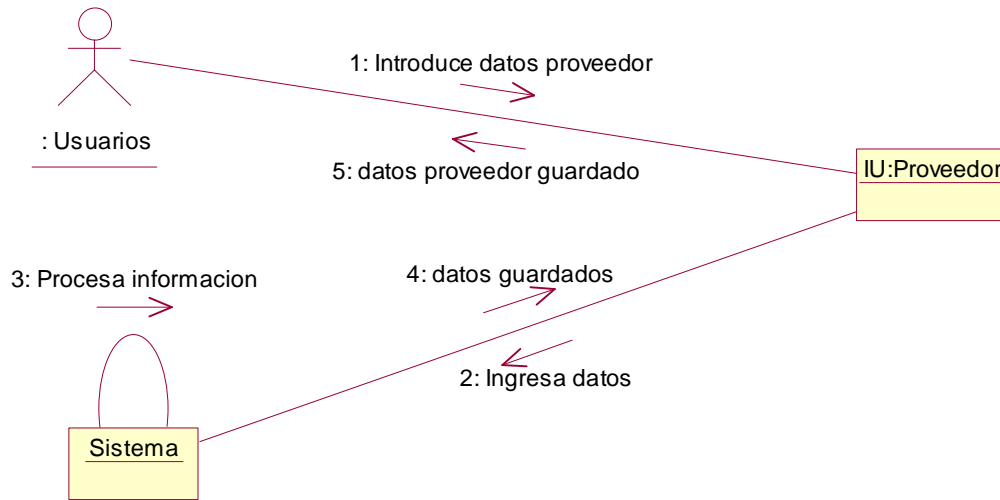 1: Introduce datos proveedor
: Usuarios
5: datos proveedor guardado
IU:Proveedor
3: Procesa informacion
4: datos guardados
2: Ingresa datos
Sistema